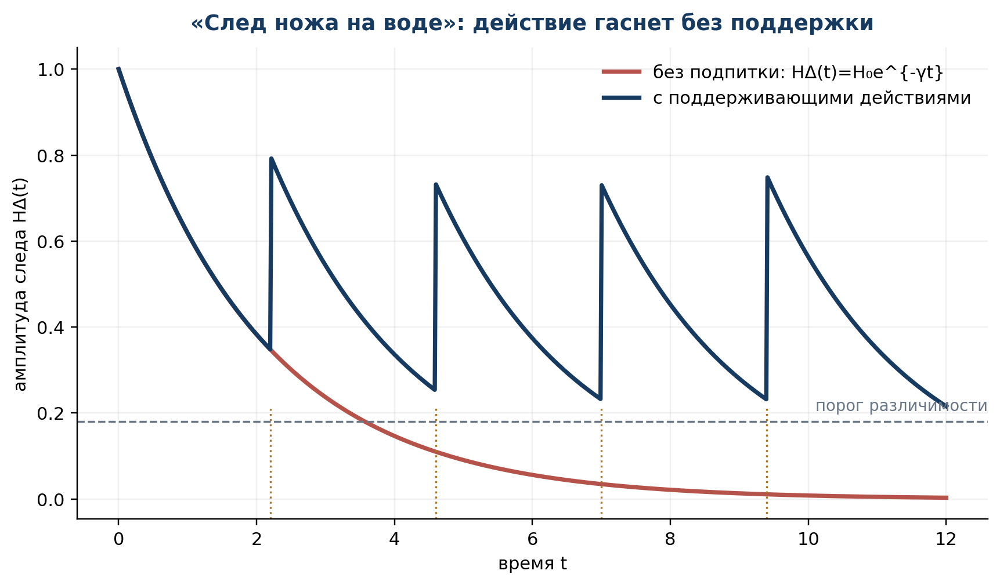 «След ножа на воде»: действие гаснет без поддержки
без подпитки: HΔ(t)=H₀e^{-γt}
с поддерживающими действиями
амплитуда следа HΔ(t)
1.0
0.8
0.6
0.4
0.2
0.0
порог различимости
0
2
4
6
8
10
12
время t